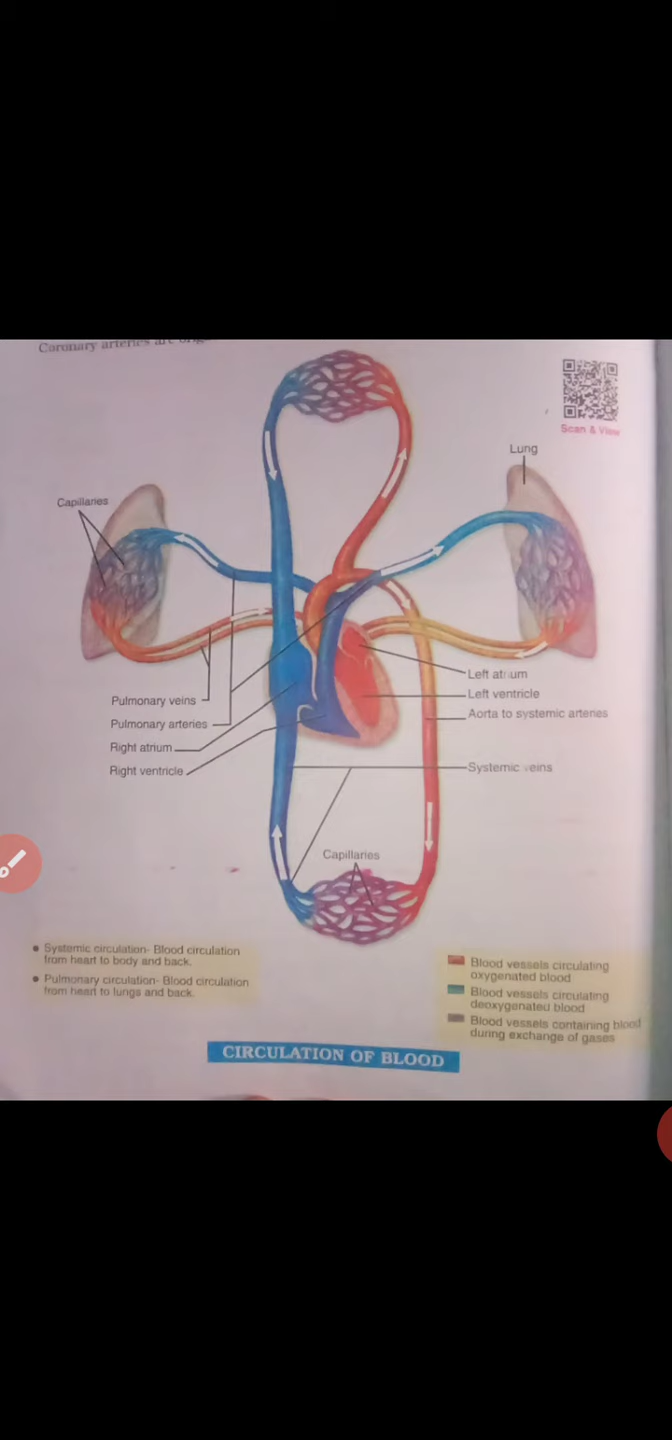 Coronary arteries are
Scan & View
Lung
Capillaries
Left atrium
Left ventricle
Aorta to systemic arteries
Pulmonary veins
Pulmonary arteries
Right atrium
Right ventricle
Systemic veins
Capillaries
• Systemic circulation- Blood circulation
from heart to body and back.
• Pulmonary circulation- Blood circulation
from heart to lungs and back.
Blood vessels circulating
oxygenated blood
Blood vessels circulating
deoxygenated blood
Blood vessels containing blood
during exchange of gases
CIRCULATION OF BLOOD